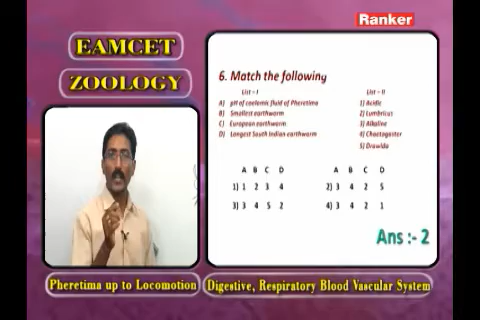 Ranker
EAMCET
ZOOLOGY
6. Match the following
List - I List - II
A) pH of coelomic fluid of Pheretima 1) Acidic
B) Smallest earthworm 2) Lumbricus
C) European earthworm 3) Alkaline
D) Longest South Indian earthworm 4) Chaetogaster
5) Drawida
A B C D A B C D
1) 1 2 3 4 2) 3 4 2 5
3) 3 4 5 2 4) 3 4 2 1
Ans :- 2
Pheretima up to Locomotion
Digestive, Respiratory Blood Vascular System